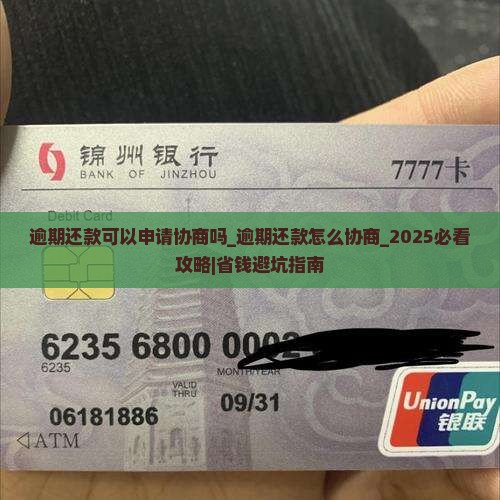 锦州银行
BANK OF JINZHOU
7777卡
Debit Card
逾期还款可以申请协商吗_逾期还款怎么协商_2025必看
攻略|省钱避坑指南
6235 6800 0002
6235
MONTH/YEAR
VALID
THRU
09/31
06181886
ATM
UnionPay
银联